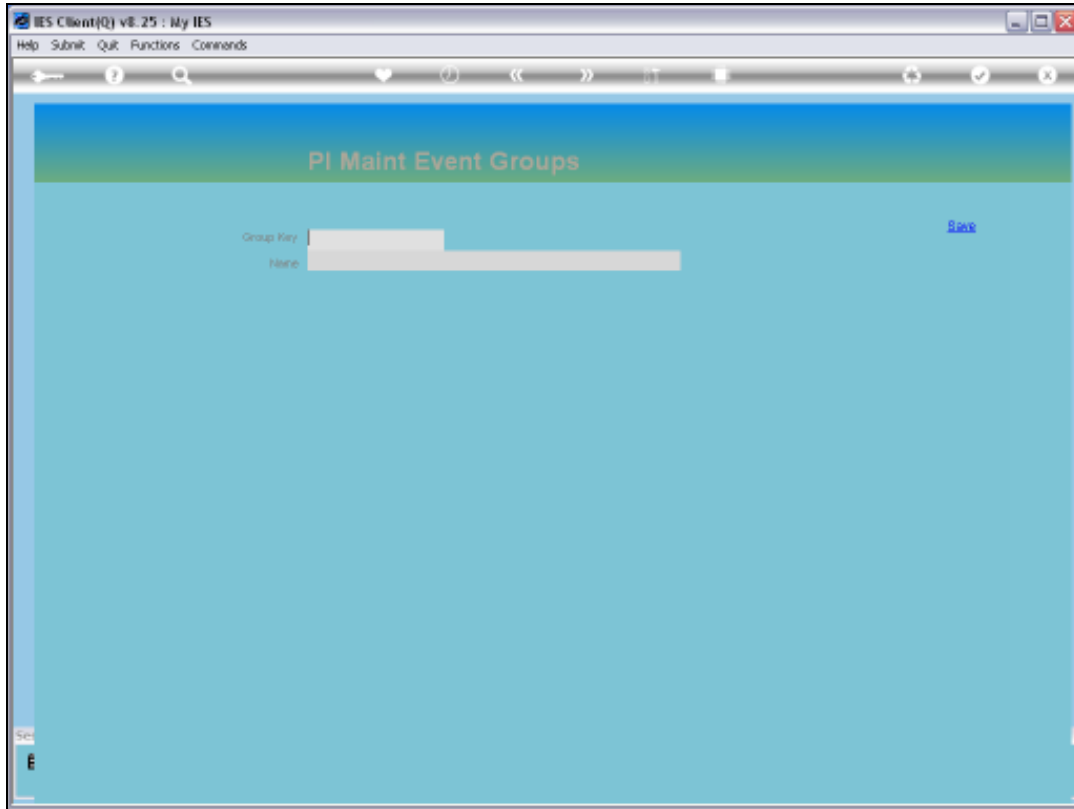 IES Client(Q) v8.25 : My IES
Help Submit Quit Functions Commands
PI Maint Event Groups
Save
Group Key
Name